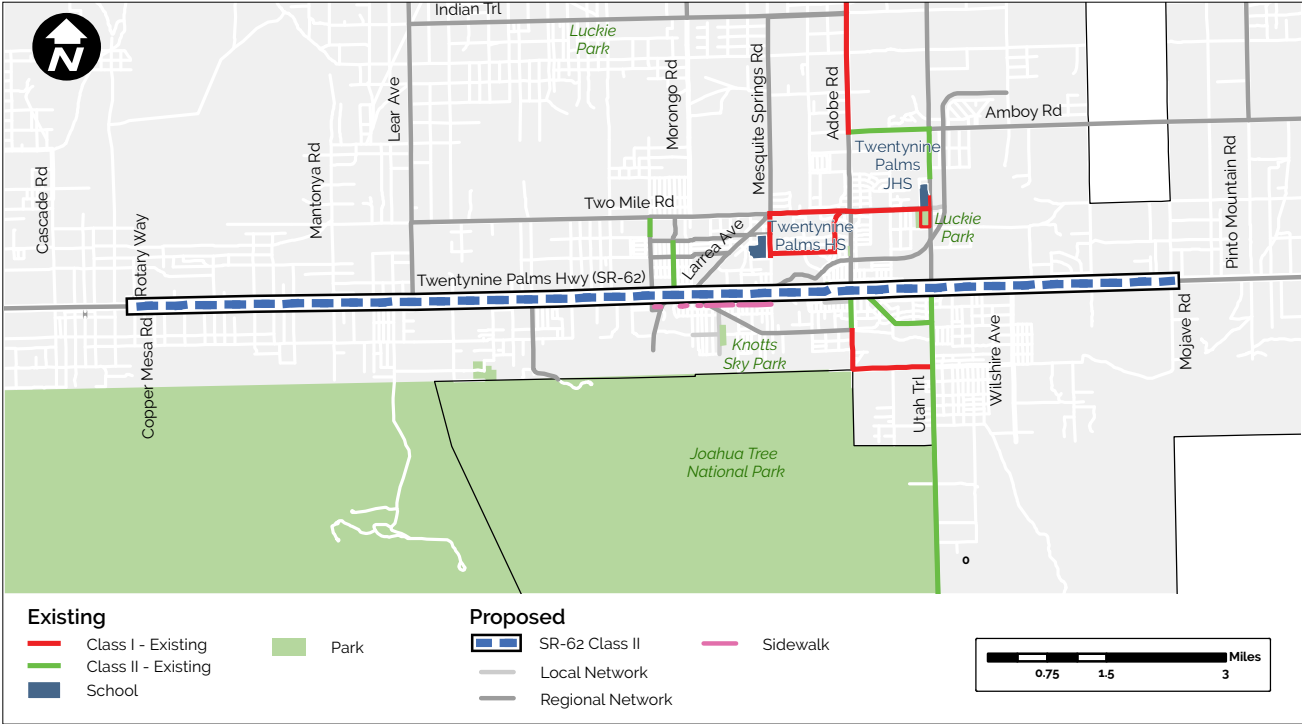 N
Indian Trl
Luckie
Park
Lear Ave
Morongo Rd
Mesquite Springs Rd
Adobe Rd
Amboy Rd
Twentynine
Palms
JHS
Cascade Rd
Mantonya Rd
Pinto Mountain Rd
Two Mile Rd
Rotary Way
Larrea Ave
Twentynine
Palms HS
Luckie
Park
Twentynine Palms Hwy (SR-62)
Copper Mesa Rd
Knotts
Sky Park
Utah Trl
Wilshire Ave
Mojave Rd
Joahua Tree
National Park
o
Existing
Class I - Existing
Class II - Existing
School
Park
Proposed
SR-62 Class II
Local Network
Regional Network
Sidewalk
Miles
0.75
1.5
3